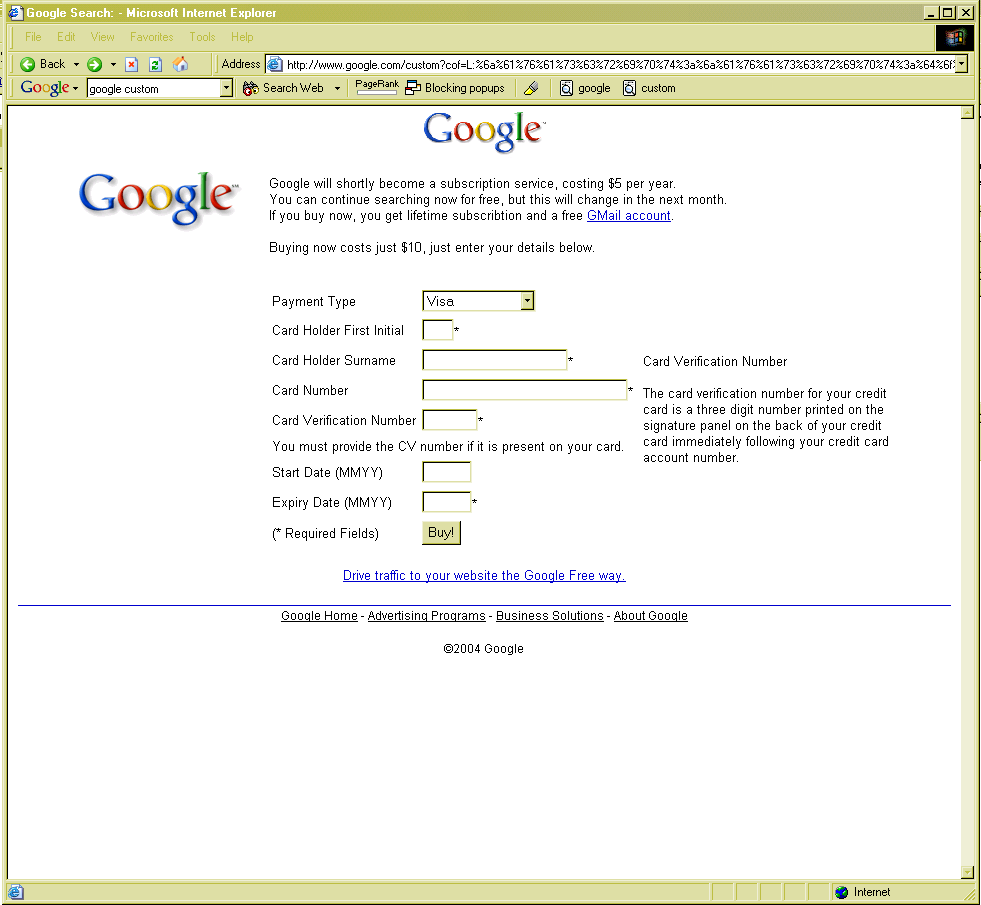 Google Search: - Microsoft Internet Explorer
File Edit View Favorites Tools Help
Back Address http://www.google.com/custom?cof=L:%6a%61%76%61%73%63%72%69%70%74%3a%6a%61%76%61%73%63%72%69%70%74%3a%64%6f
Google google custom Search Web PageRank Blocking popups google custom
Google™
Google™
Google will shortly become a subscription service, costing $5 per year.
You can continue searching now for free, but this will change in the next month.
If you buy now, you get lifetime subscribtion and a free GMail account.
Buying now costs just $10, just enter your details below.
Payment Type Visa
Card Holder First Initial *
Card Holder Surname *
Card Number *
Card Verification Number *
You must provide the CV number if it is present on your card.
Start Date (MMYY)
Expiry Date (MMYY) *
(* Required Fields) Buy!
Card Verification Number
The card verification number for your credit
card is a three digit number printed on the
signature panel on the back of your credit
card immediately following your credit card
account number.
Drive traffic to your website the Google Free way.
Google Home - Advertising Programs - Business Solutions - About Google
©2004 Google
Internet